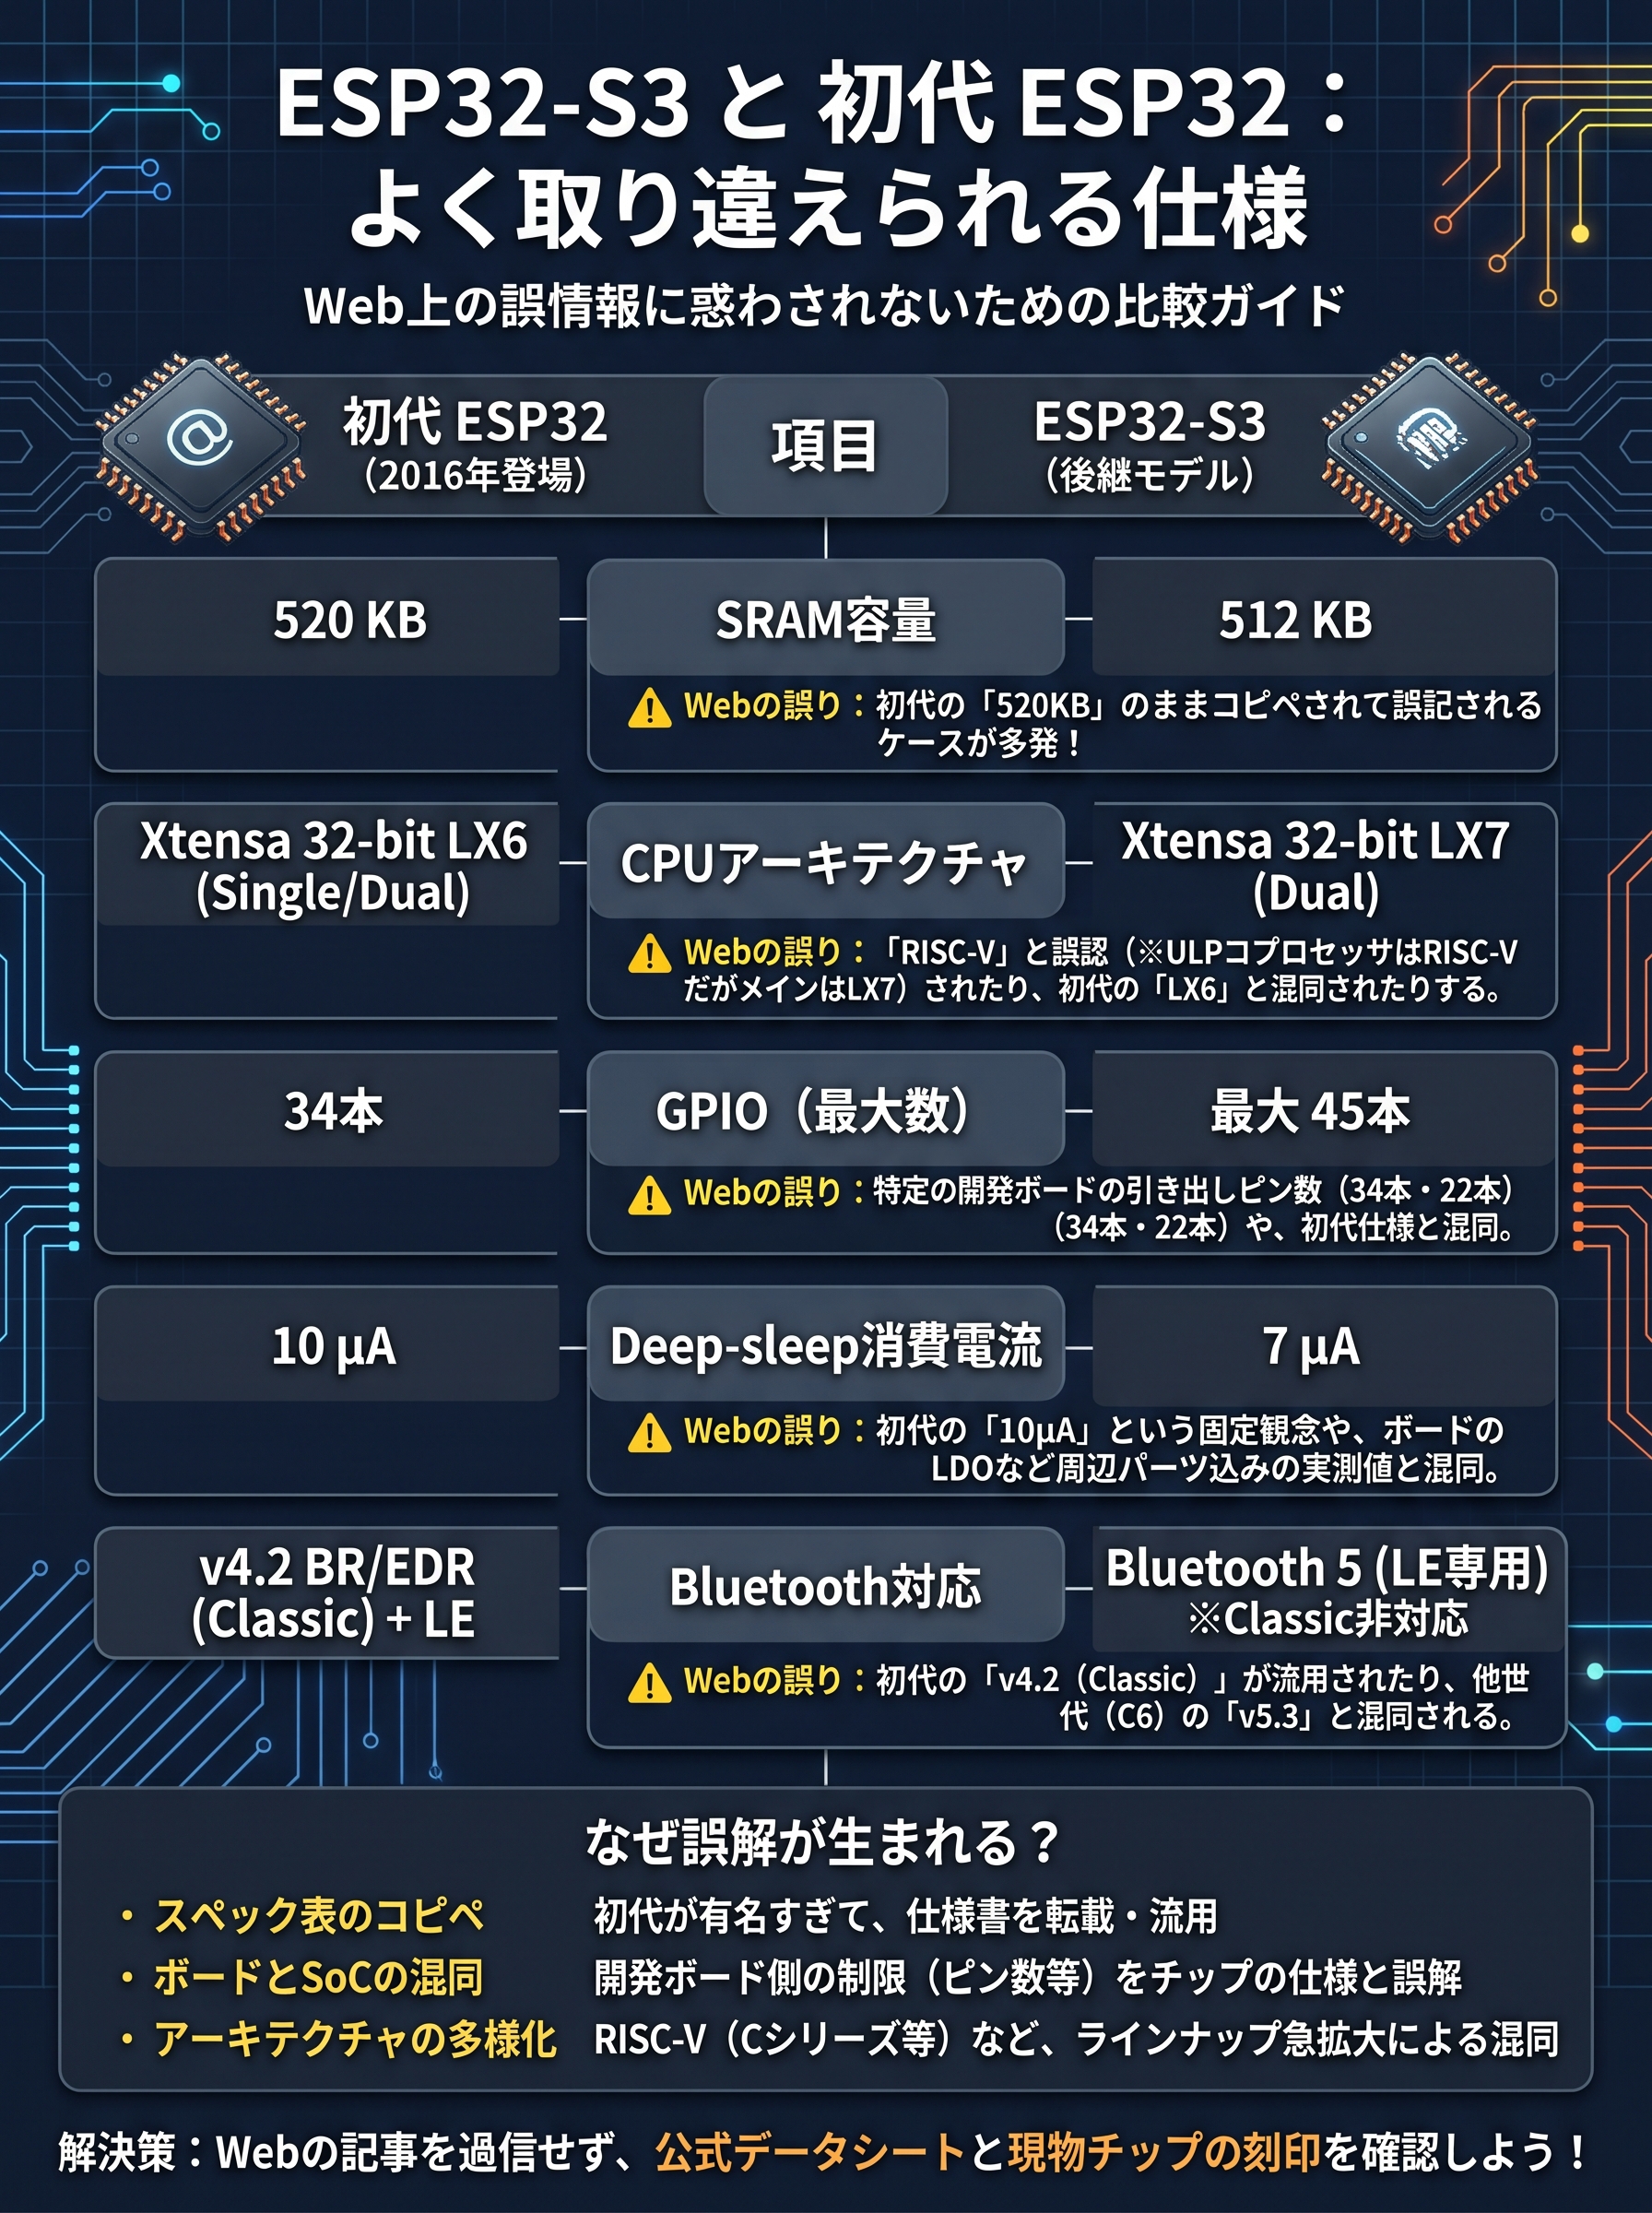 ESP32-S3 と 初代 ESP32：
よく取り違えられる仕様
Web上の誤情報に惑わされないための比較ガイド
初代 ESP32
（2016年登場）
項目
ESP32-S3
（後継モデル）
@
520 KB
SRAM容量
512 KB
Webの誤り：初代の「520KB」のままコピペされて誤記される
ケースが多発！
Xtensa 32-bit LX6
(Single/Dual)
CPUアーキテクチャ
Xtensa 32-bit LX7
(Dual)
Webの誤り：「RISC-V」と誤認（※ULPコプロセッサはRISC-V
だがメインはLX7）されたり、初代の「LX6」と混同されたりする。
34本
GPIO（最大数）
最大 45本
Webの誤り：特定の開発ボードの引き出しピン数（34本・22本）
（34本・22本）や、初代仕様と混同。
10 µA
Deep-sleep消費電流
7 µA
Webの誤り：初代の「10µA」という固定観念や、ボードの
LDOなど周辺パーツ込みの実測値と混同。
v4.2 BR/EDR
(Classic) + LE
Bluetooth対応
Bluetooth 5 (LE専用)
※Classic非対応
Webの誤り：初代の「v4.2（Classic）」が流用されたり、他世
代（C6）の「v5.3」と混同される。
なぜ誤解が生まれる？
・ スペック表のコピペ 初代が有名すぎて、仕様書を転載・流用
・ ボードとSoCの混同 開発ボード側の制限（ピン数等）をチップの仕様と誤解
・ アーキテクチャの多様化 RISC-V（Cシリーズ等）など、ラインナップ急拡大による混同
解決策：Webの記事を過信せず、公式データシートと現物チップの刻印を確認しよう！